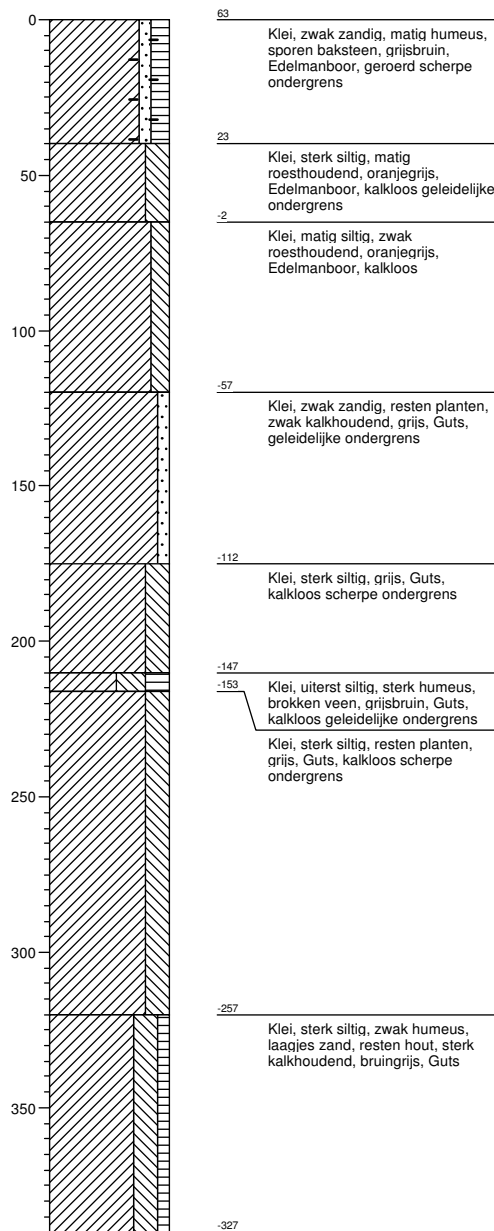 0
63
Klei, zwak zandig, matig humeus,
sporen baksteen, grijsbruin,
Edelmanboor, geroerd scherpe
ondergrens
23
Klei, sterk siltig, matig
roesthoudend, oranjegrijs,
Edelmanboor, kalkloos geleidelijke
ondergrens
50
-2
Klei, matig siltig, zwak
roesthoudend, oranjegrijs,
Edelmanboor, kalkloos
100
-57
Klei, zwak zandig, resten planten,
zwak kalkhoudend, grijs, Guts,
geleidelijke ondergrens
150
-112
Klei, sterk siltig, grijs, Guts,
kalkloos scherpe ondergrens
200
-147
-153
Klei, uiterst siltig, sterk humeus,
brokken veen, grijsbruin, Guts,
kalkloos geleidelijke ondergrens
Klei, sterk siltig, resten planten,
grijs, Guts, kalkloos scherpe
ondergrens
250
300
-257
Klei, sterk siltig, zwak humeus,
laagjes zand, resten hout, sterk
kalkhoudend, bruingrijs, Guts
350
-327